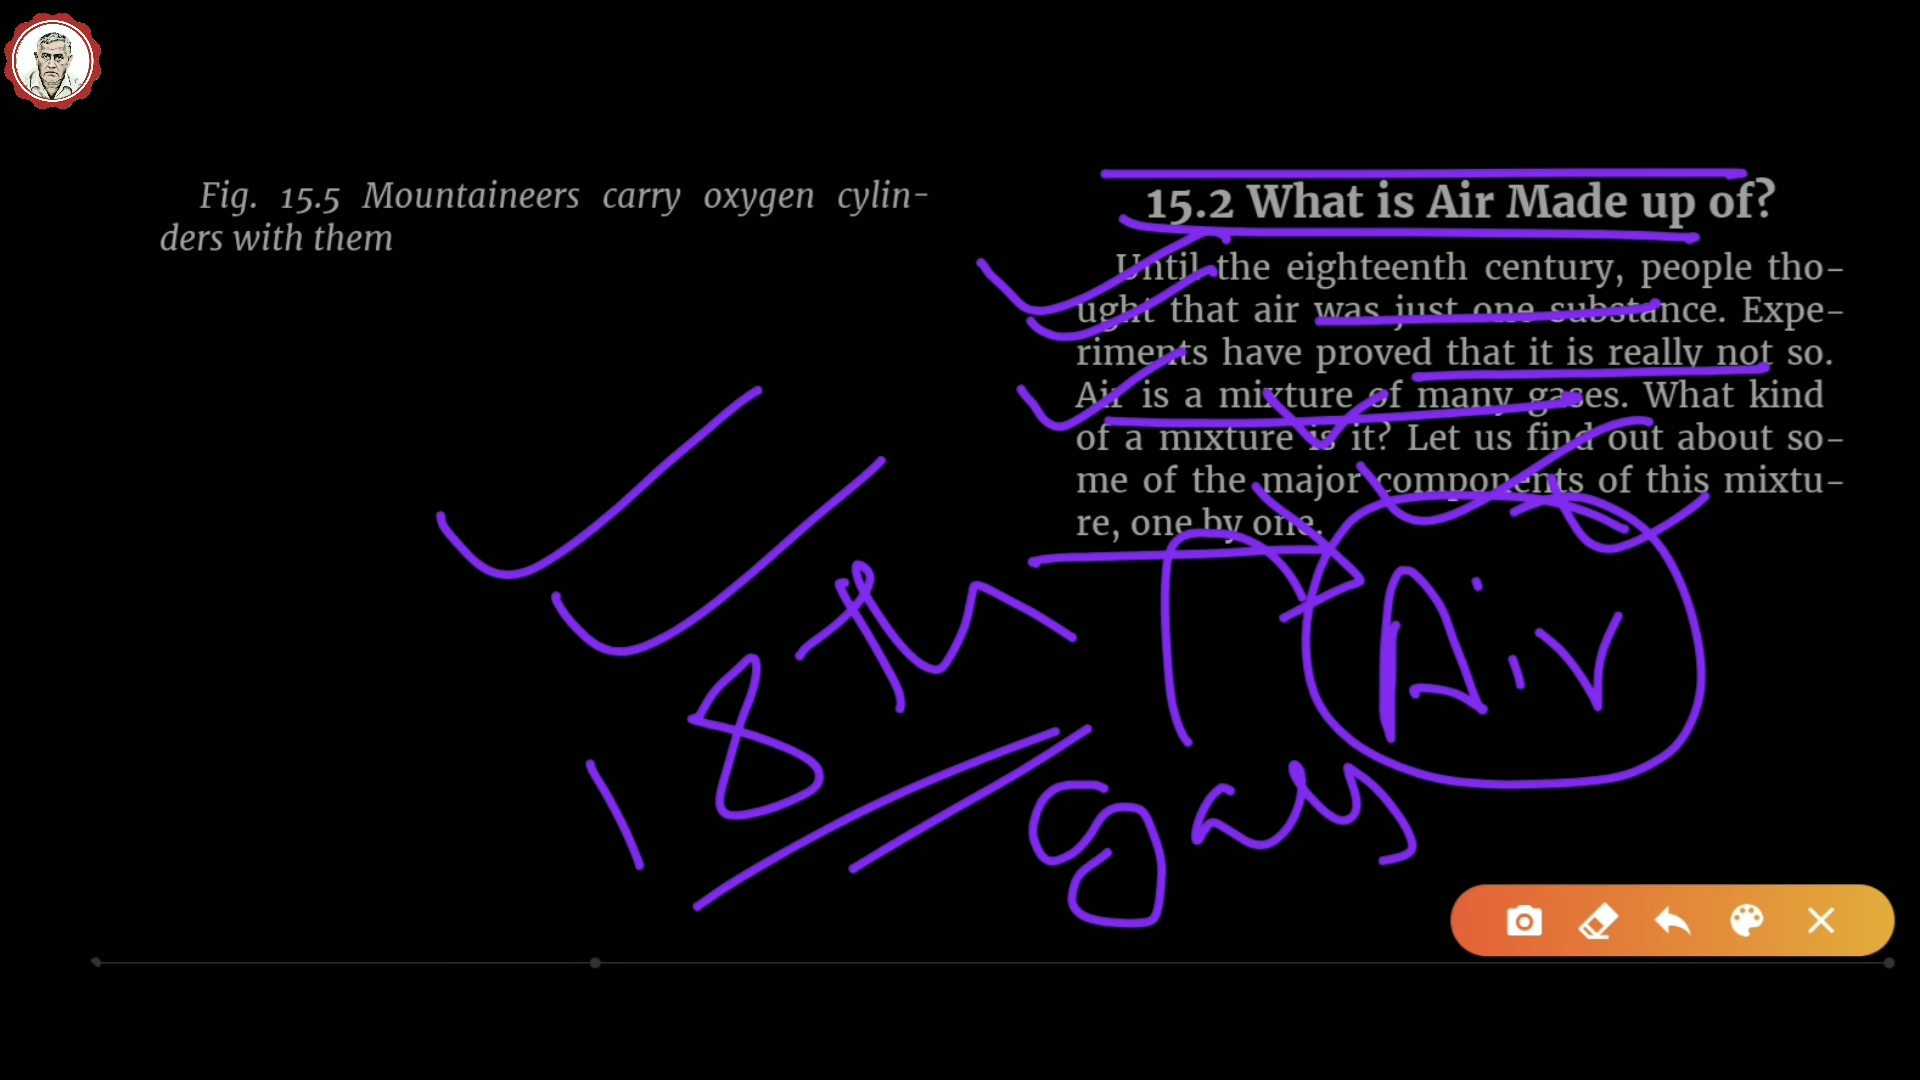 Fig. 15.5 Mountaineers carry oxygen cylin-
ders with them
15.2 What is Air Made up of?
Until the eighteenth century, people tho-
ught that air was just one substance. Expe-
riments have proved that it is really not so.
Air is a mixture of many gases. What kind
of a mixture is it? Let us find out about so-
me of the major components of this mixtu-
re, one by one.
18th
Air
gas